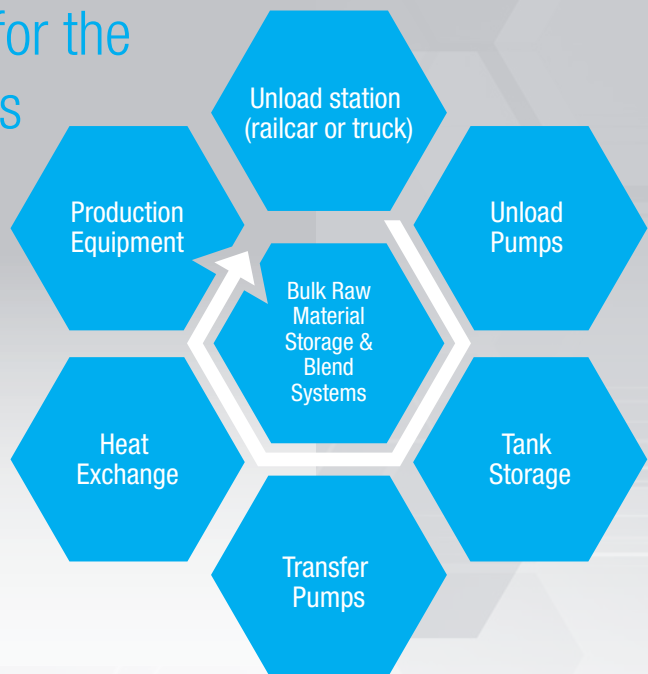 for the
s
Unload station
(railcar or truck)
Unload
Pumps
Tank
Storage
Transfer
Pumps
Heat
Exchange
Production
Equipment
Bulk Raw
Material
Storage &
Blend
Systems